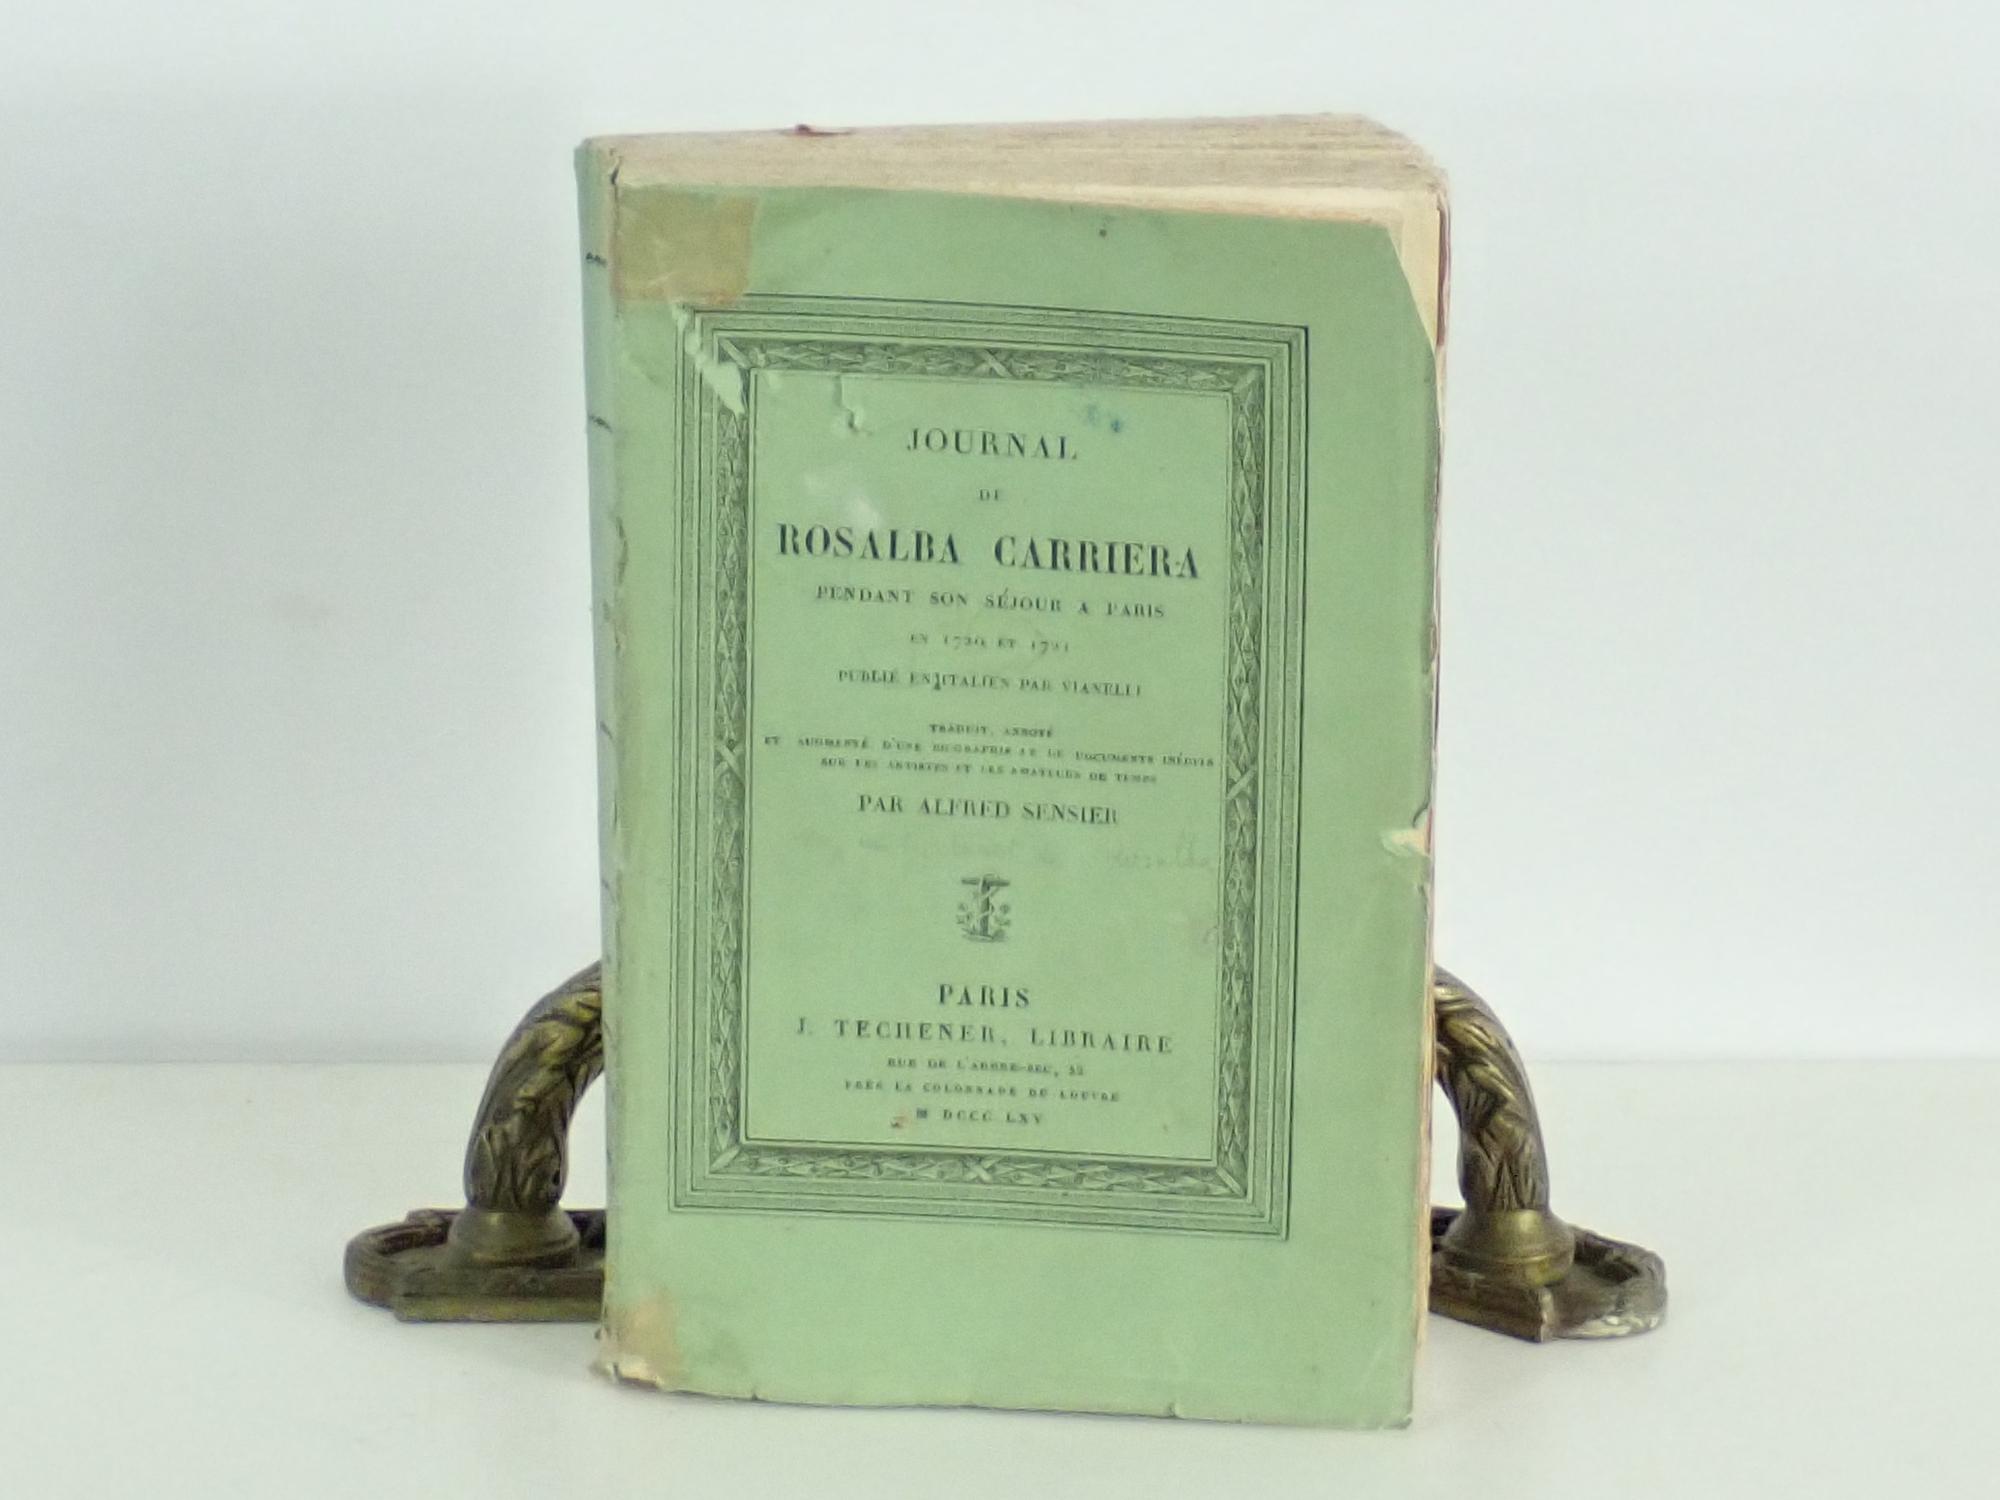 JOURNAL
DE
ROSALBA CARRIERA
PENDANT SON SÉJOUR A PARIS
EN 1720 ET 1721
PUBLIÉ EN ITALIEN PAR VIANELLI
TRADUIT, ANNOTÉ
ET AUGMENTÉ D'UNE BIOGRAPHIE ET DE DOCUMENTS INÉDITS
SUR LES ARTISTES ET LES AMATEURS DU TEMPS
PAR ALFRED SENSIER
PARIS
J. TECHENER, LIBRAIRE
RUE DE L'ARBRE-SEC, 52
PRÈS LA COLONNADE DU LOUVRE
M DCCC LXV